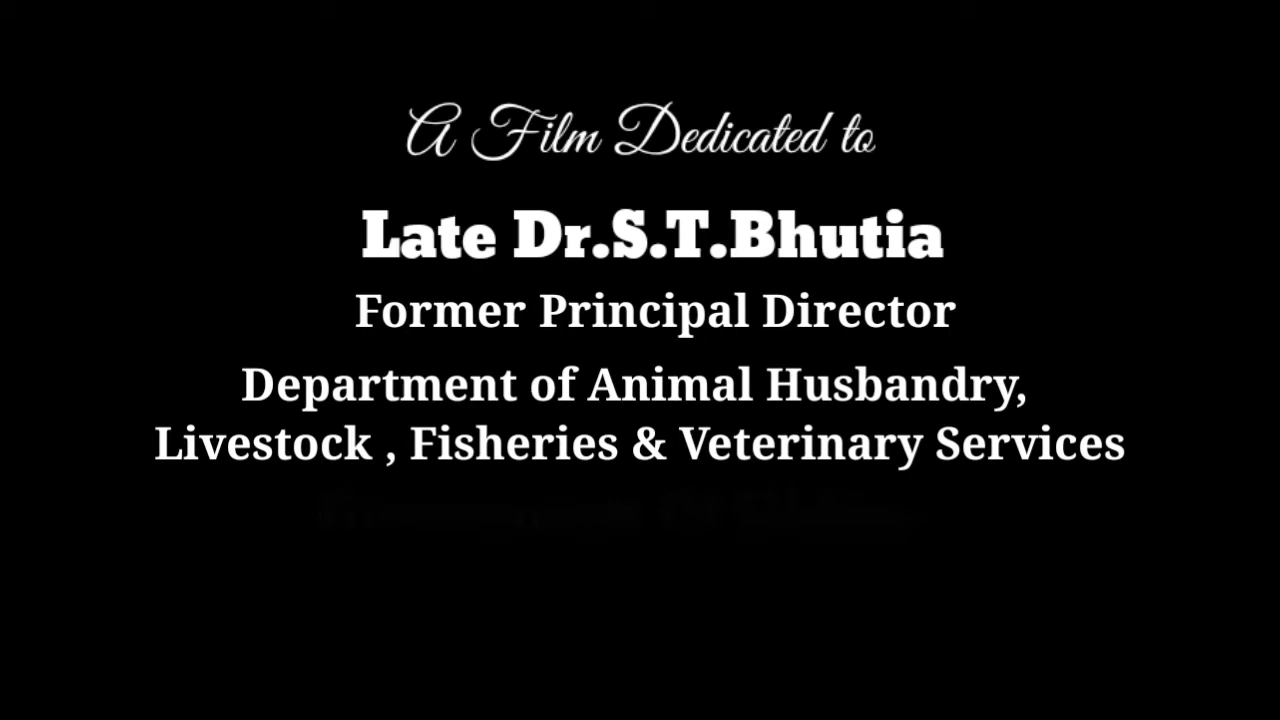 A Film Dedicated to
Late Dr.S.T.Bhutia
Former Principal Director
Department of Animal Husbandry,
Livestock , Fisheries & Veterinary Services